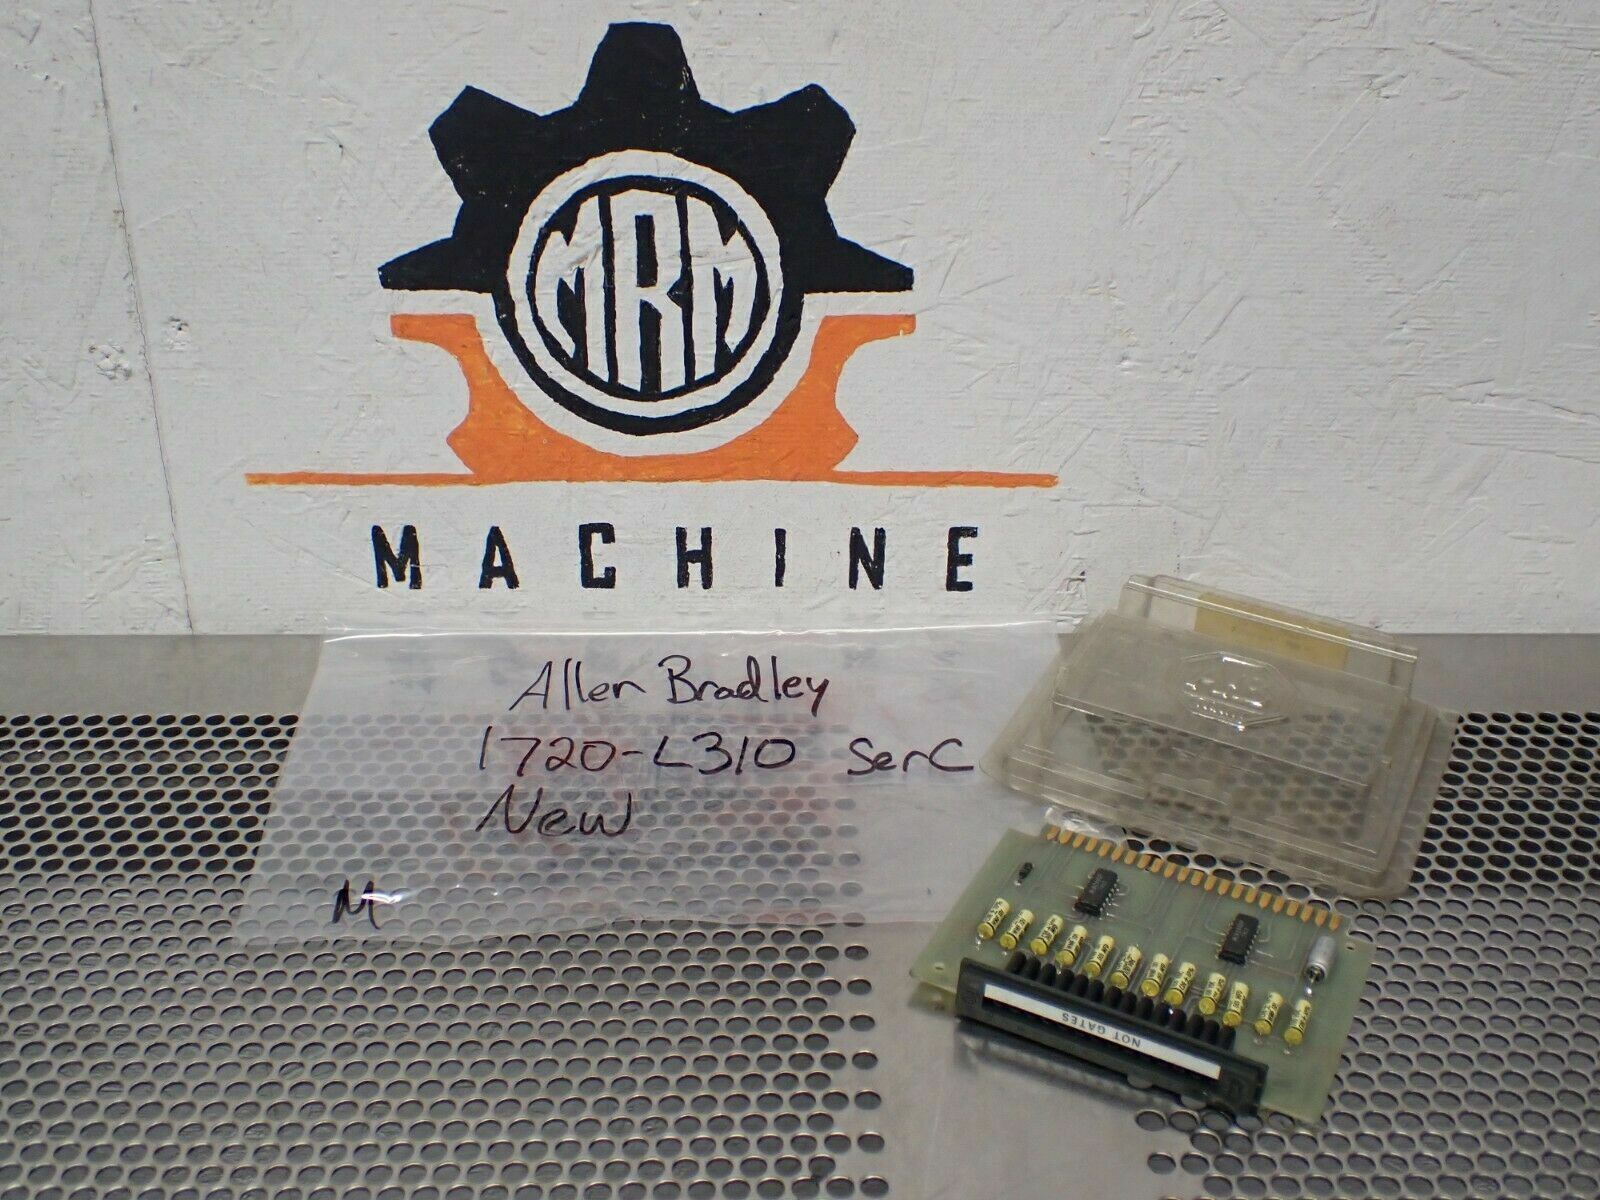 MRM
MACHINE
Allen Bradley
1720-L310 SerC
New
M
NOT GATES